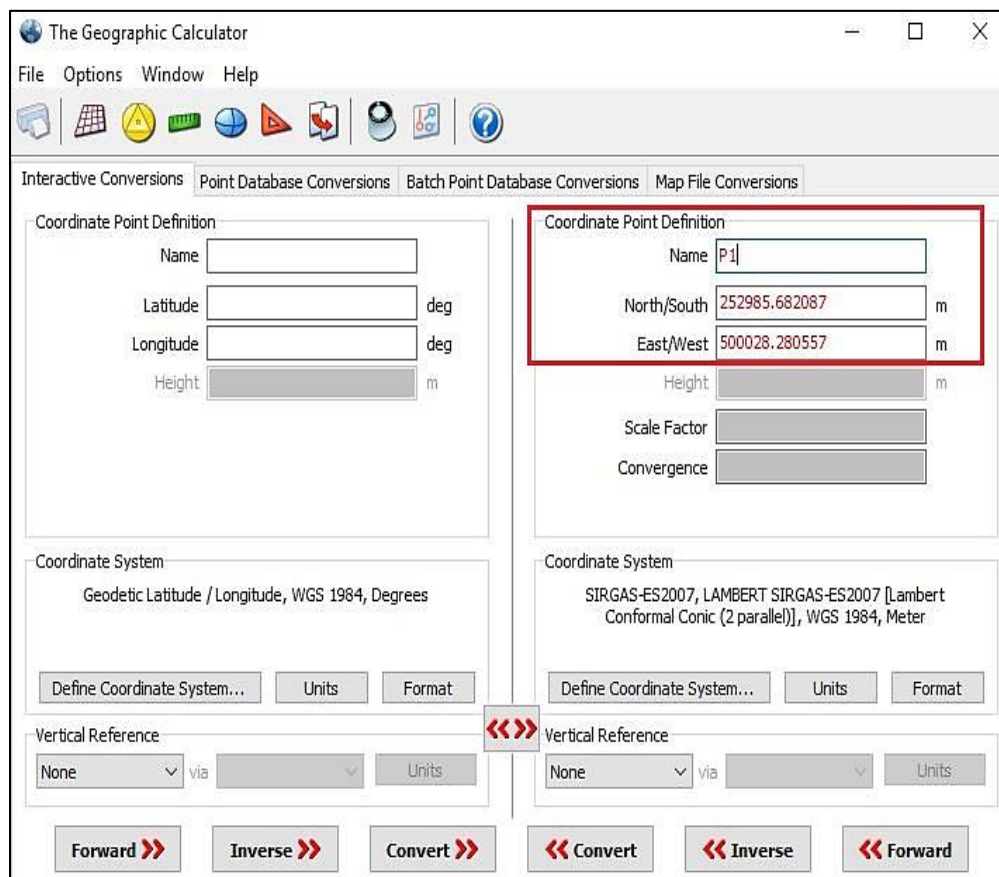 The Geographic Calculator
File Options Window Help
Interactive Conversions Point Database Conversions Batch Point Database Conversions Map File Conversions
Coordinate Point Definition
Name
Latitude deg
Longitude deg
Height m
Coordinate System
Geodetic Latitude / Longitude, WGS 1984, Degrees
Define Coordinate System... Units Format
Vertical Reference
None via Units
Coordinate Point Definition
Name P1
North/South 252985.682087 m
East/West 500028.280557 m
Height m
Scale Factor
Convergence
Coordinate System
SIRGAS-ES2007, LAMBERT SIRGAS-ES2007 [Lambert
Conformal Conic (2 parallel)], WGS 1984, Meter
Define Coordinate System... Units Format
Vertical Reference
None via Units
Forward Inverse Convert Convert Inverse Forward